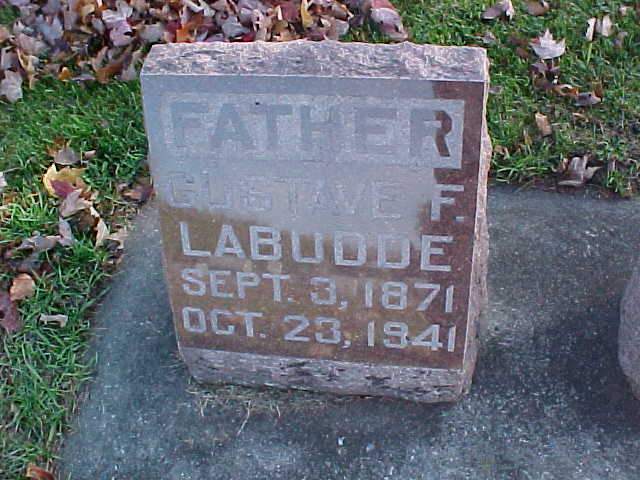 FATHER
GUSTAVE F.
LABUDDE
SEPT. 3, 1871
OCT. 23, 1941